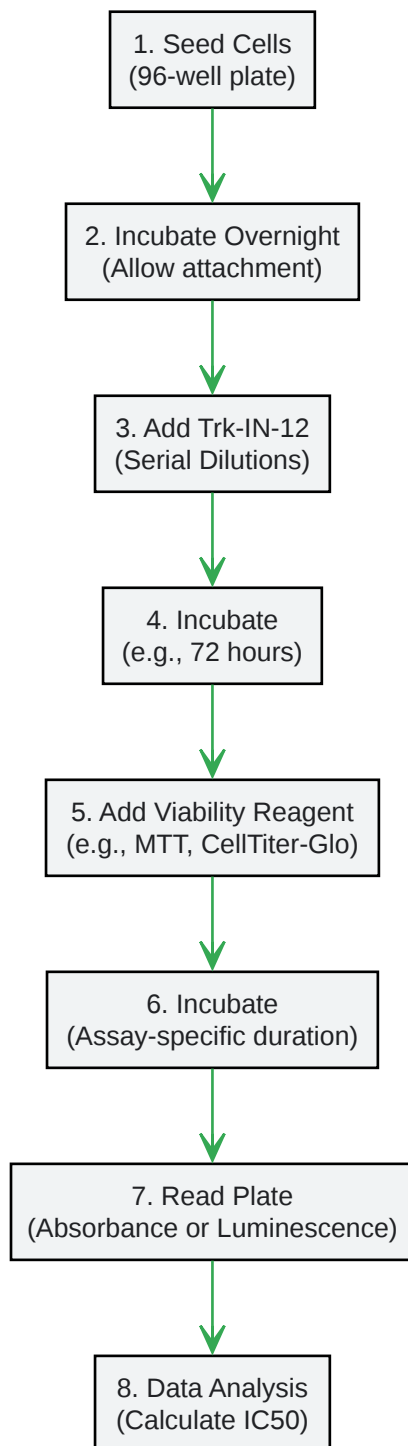 1. Seed Cells
(96-well plate)
2. Incubate Overnight
(Allow attachment)
3. Add Trk-IN-12
(Serial Dilutions)
4. Incubate
(e.g., 72 hours)
5. Add Viability Reagent
(e.g., MTT, CellTiter-Glo)
6. Incubate
(Assay-specific duration)
7. Read Plate
(Absorbance or Luminescence)
8. Data Analysis
(Calculate IC50)